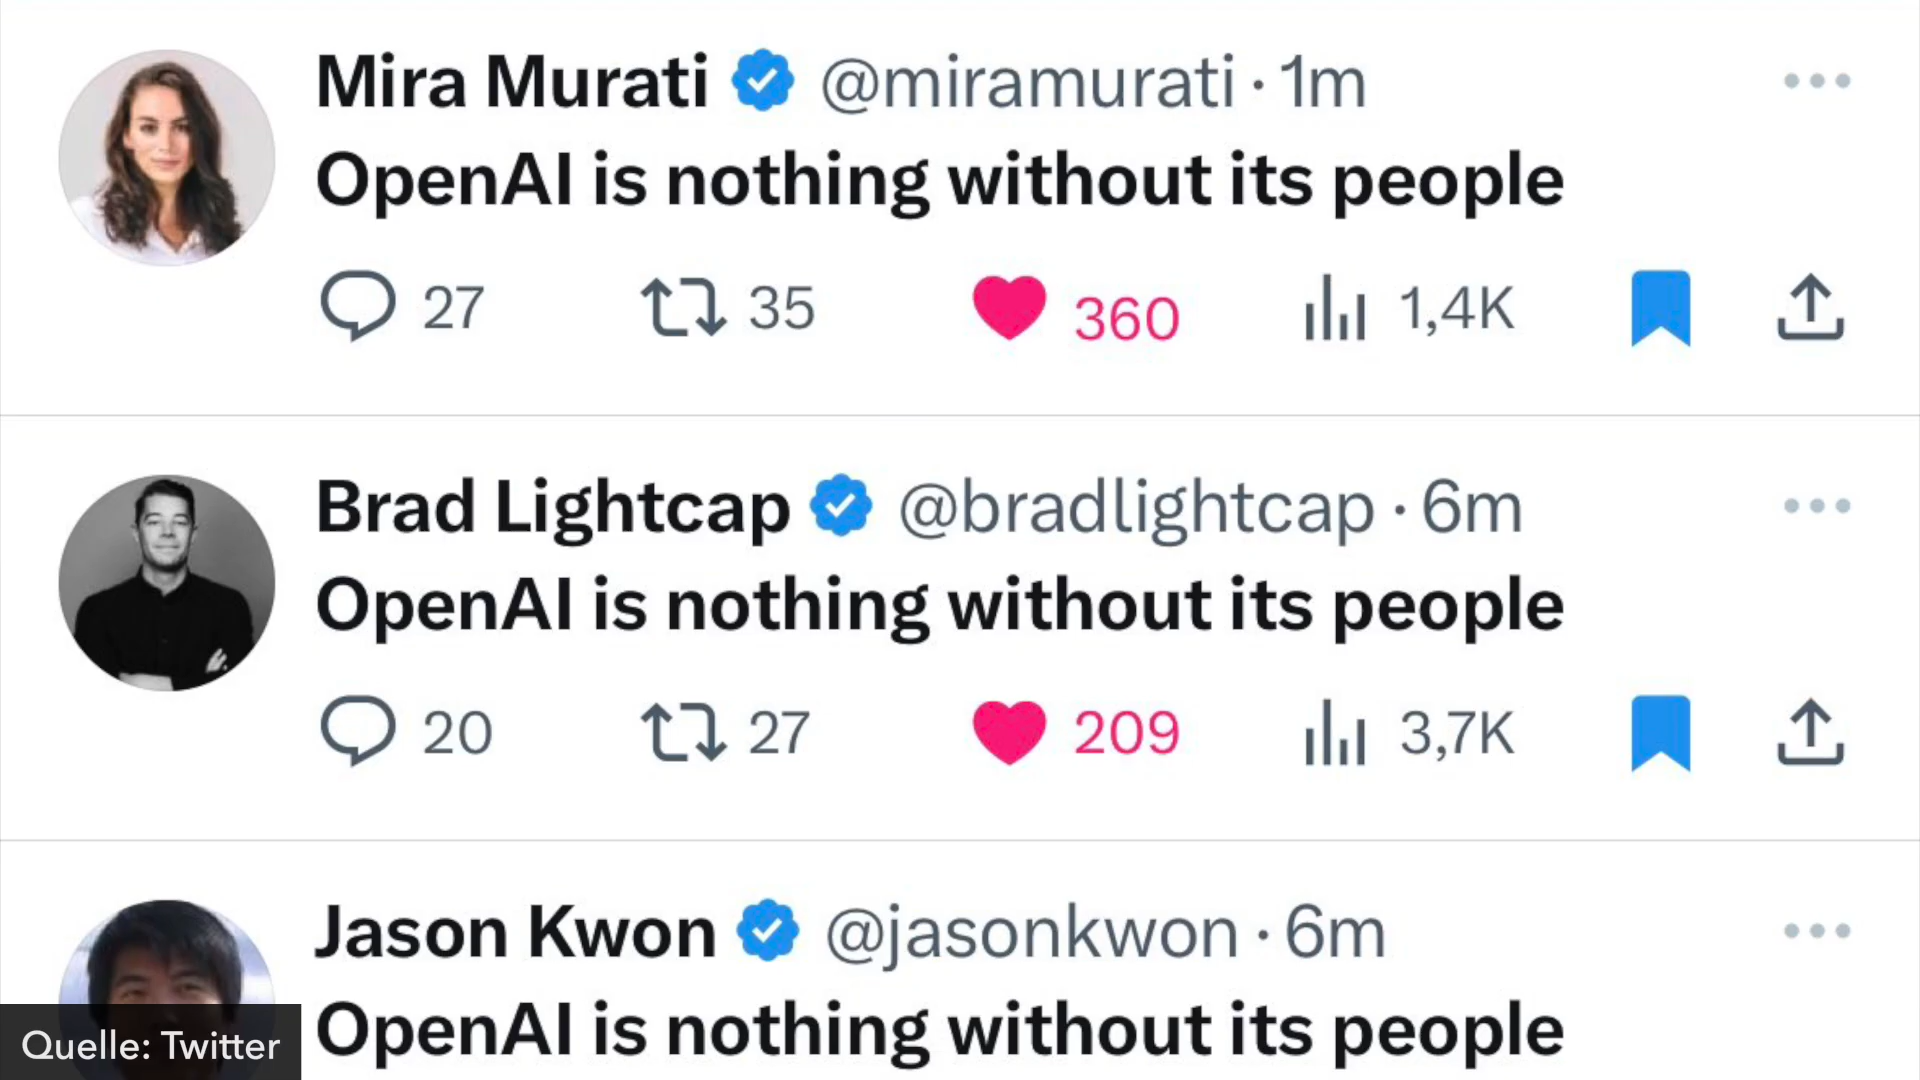 Mira Murati @miramurati · 1m
OpenAI is nothing without its people
27 35 360 1,4K
Brad Lightcap @bradlightcap · 6m
OpenAI is nothing without its people
20 27 209 3,7K
Jason Kwon @jasonkwon · 6m
OpenAI is nothing without its people
Quelle: Twitter